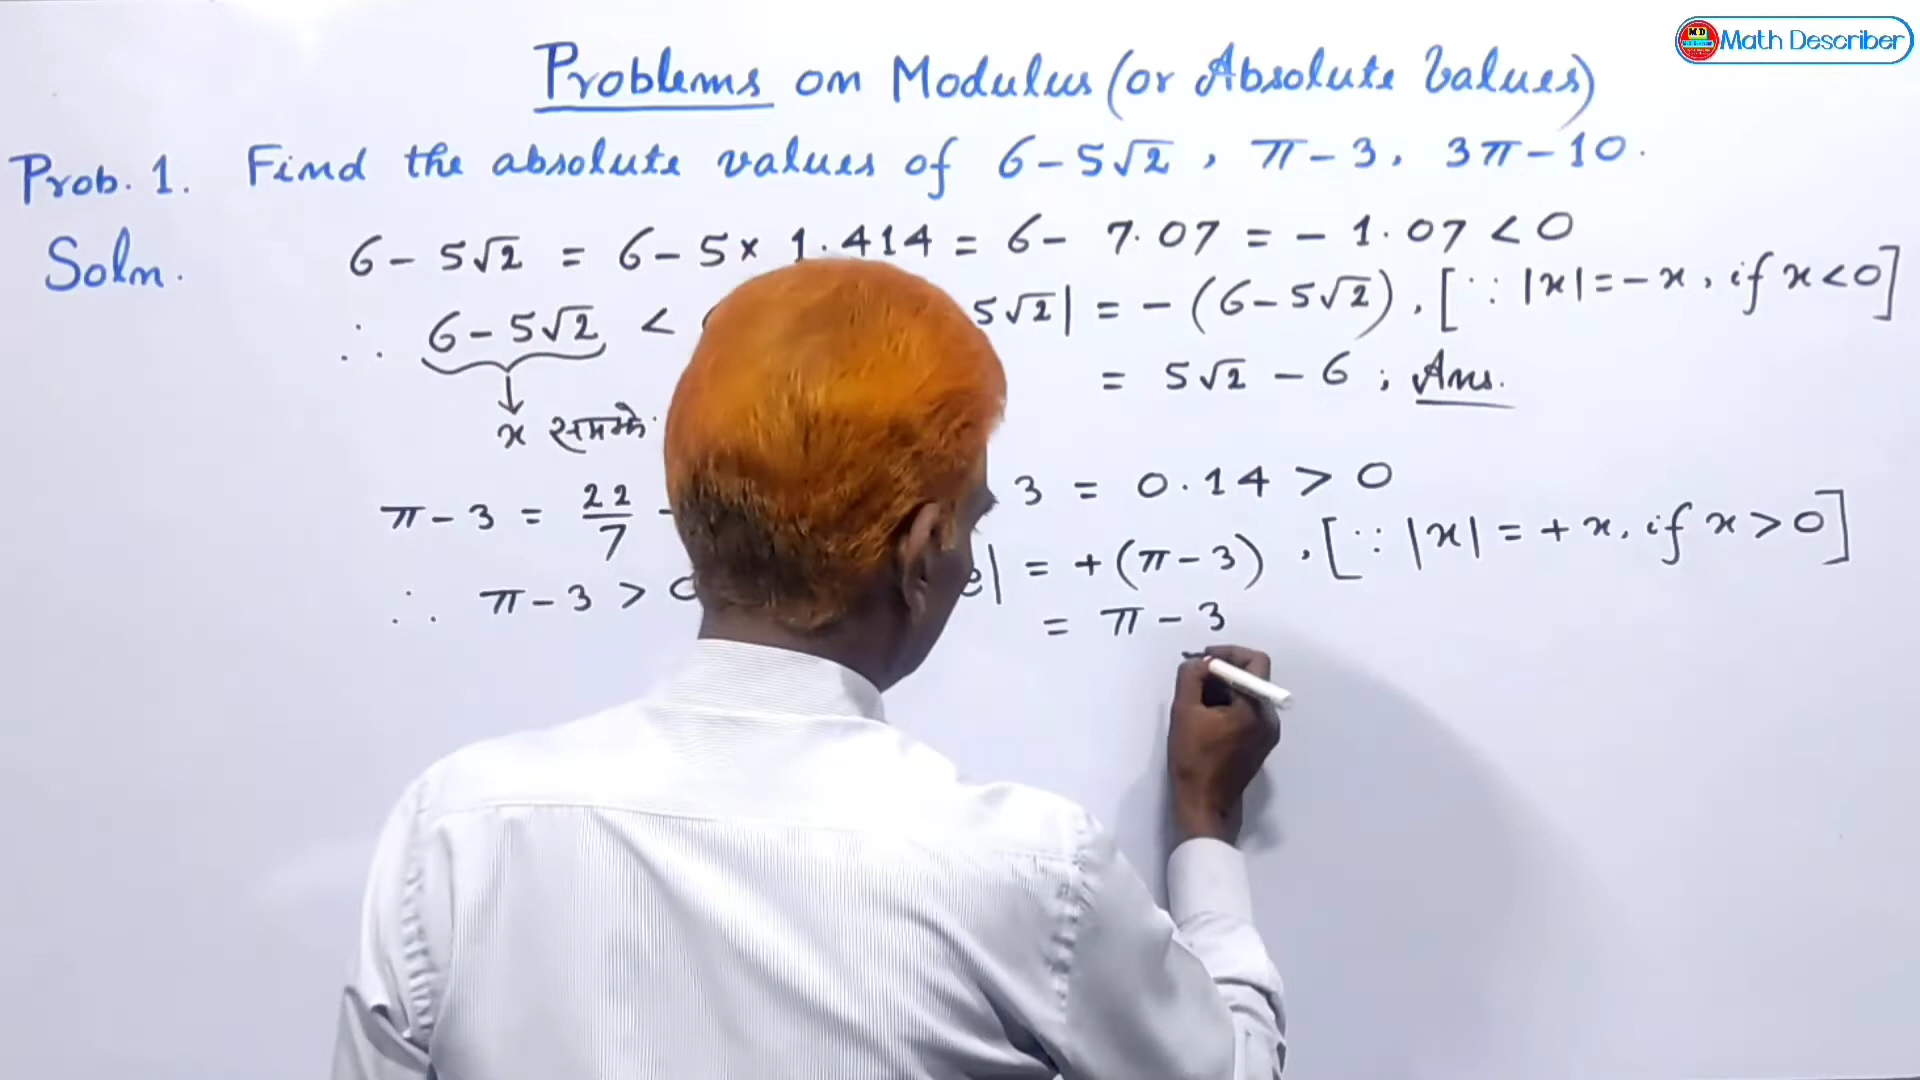 Math Describer
Problems on Modulus (or Absolute Values)
Prob. 1. Find the absolute values of 6-5√2, π-3, 3π-10.
Soln. 6-5√2 = 6-5×1.414 = 6-7.07 = -1.07 < 0
∴ 6-5√2 < 5√2| = -(6-5√2), [∵ |x| = -x, if x<0]
= 5√2 - 6; Ans.
x समझे
π-3 = 22/7 - 3 = 0.14 > 0
∴ π-3 > 0 | = +(π-3), [∵ |x| = +x, if x>0]
= π-3